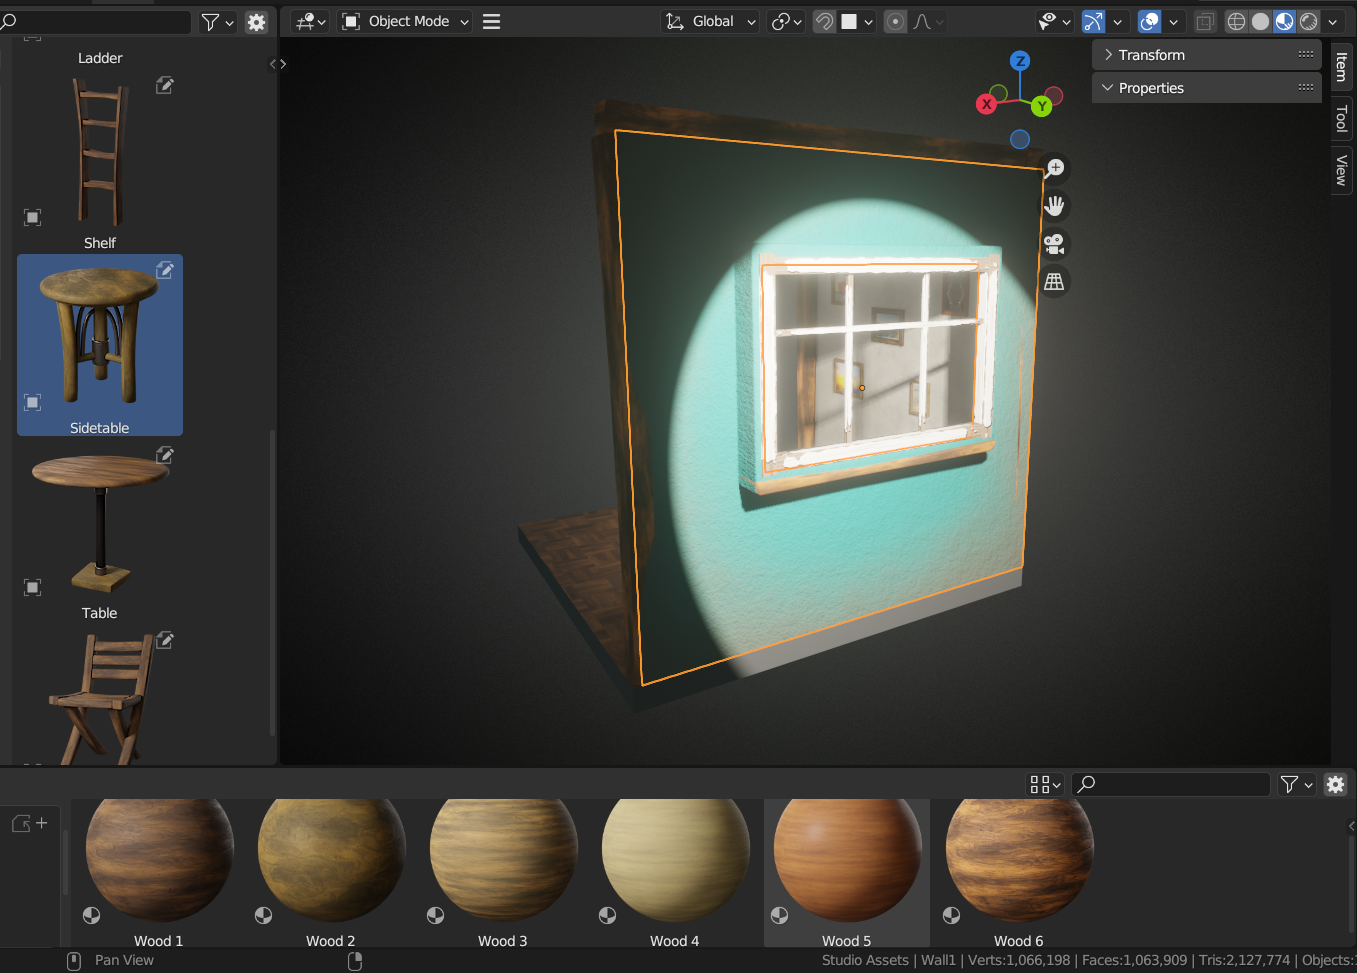 Object Mode
Global
Ladder
Shelf
Sidetable
Table
Z
X
Y
Transform
Properties
Item
Tool
View
Wood 1
Wood 2
Wood 3
Wood 4
Wood 5
Wood 6
Pan View
Studio Assets | Wall1 | Verts:1,066,198 | Faces:1,063,909 | Tris:2,127,774 | Objects: